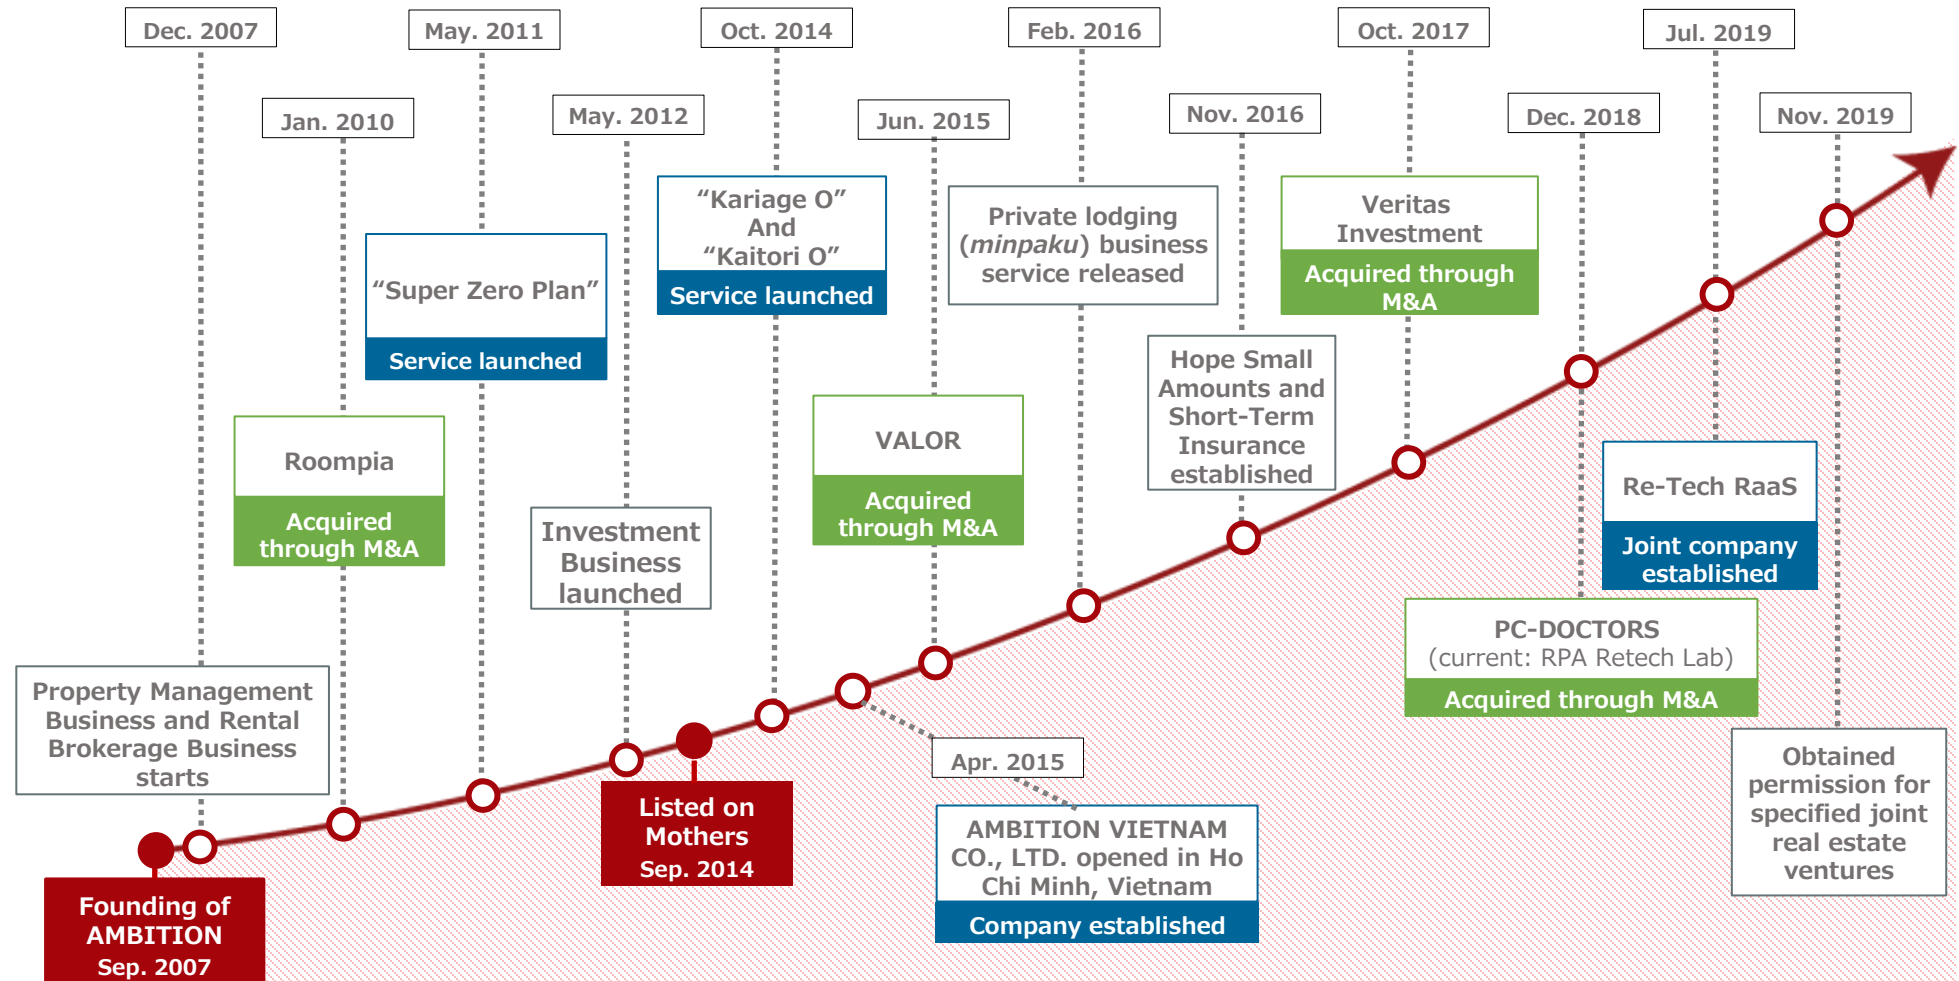 Dec. 2007
May. 2011
Oct. 2014
Feb. 2016
Oct. 2017
Jul. 2019
Jan. 2010
May. 2012
Jun. 2015
Nov. 2016
Dec. 2018
Nov. 2019
“Kariage O”
And
“Kaitori O”
Service launched
Private lodging
(minpaku) business
service released
Veritas
Investment
Acquired through
M&A
“Super Zero Plan”
Service launched
Hope Small
Amounts and
Short-Term
Insurance
established
Roompia
Acquired
through M&A
VALOR
Acquired
through M&A
Re-Tech RaaS
Joint company
established
Investment
Business
launched
PC-DOCTORS
(current: RPA Retech Lab)
Acquired through M&A
Property Management
Business and Rental
Brokerage Business
starts
Apr. 2015
Obtained
permission for
specified joint
real estate
ventures
Listed on
Mothers
Sep. 2014
AMBITION VIETNAM
CO., LTD. opened in Ho
Chi Minh, Vietnam
Company established
Founding of
AMBITION
Sep. 2007